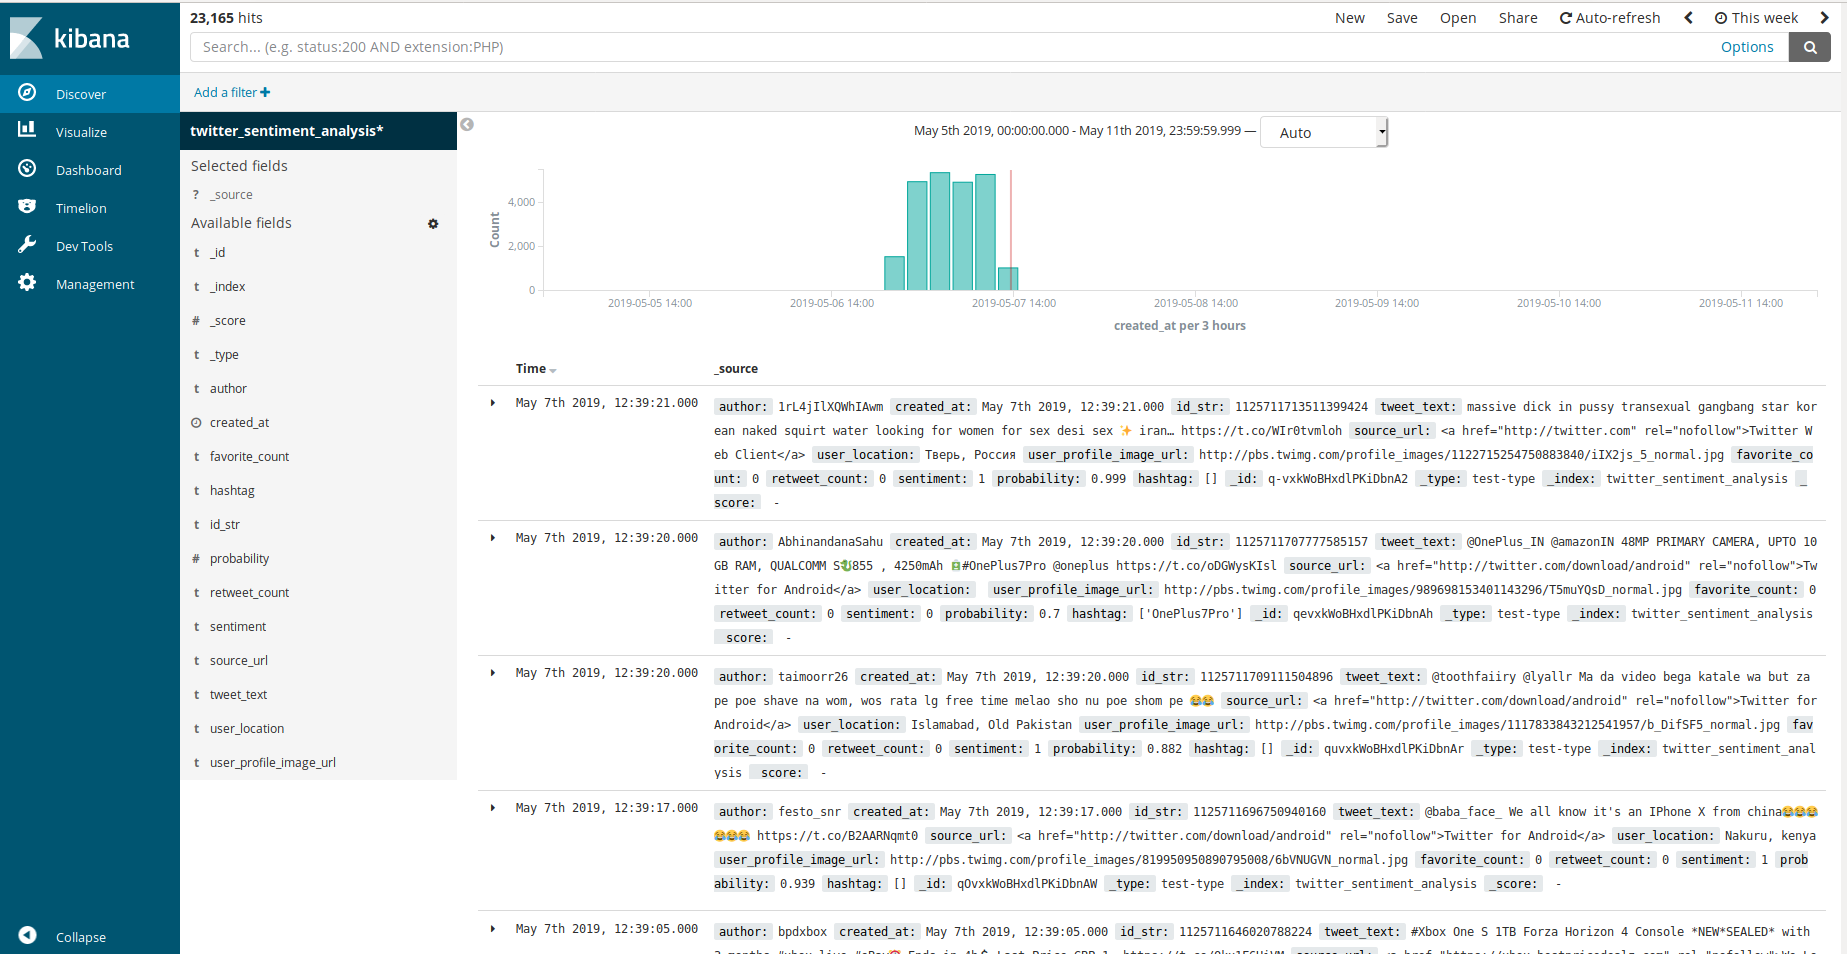 23,165 hits
New Save Open Share Auto-refresh This week
kibana
Search... (e.g. status:200 AND extension:PHP) Options
Discover
Visualize
Dashboard
Timelion
Dev Tools
Management
Collapse
Add a filter
twitter_sentiment_analysis*
Selected fields
? _source
Available fields
t _id
t _index
# _score
t _type
t author
created_at
t favorite_count
t hashtag
t id_str
# probability
t retweet_count
t sentiment
t source_url
t tweet_text
t user_location
t user_profile_image_url
May 5th 2019, 00:00:00.000 - May 11th 2019, 23:59:59.999 — Auto
Count
4,000
2,000
0
2019-05-05 14:00 2019-05-06 14:00 2019-05-07 14:00 2019-05-08 14:00 2019-05-09 14:00 2019-05-10 14:00 2019-05-11 14:00
created_at per 3 hours
Time _source
May 7th 2019, 12:39:21.000 author: 1rL4jIlXQWhIAwm created_at: May 7th 2019, 12:39:21.000 id_str: 1125711713511399424 tweet_text: massive dick in pussy transexual gangbang star kor
ean naked squirt water looking for women for sex desi sex ✨ iran… https://t.co/WIr0tvmloh source_url: <a href="http://twitter.com" rel="nofollow">Twitter W
eb Client</a> user_location: Тверь, Россия user_profile_image_url: http://pbs.twimg.com/profile_images/1122715254750883840/iIX2js_5_normal.jpg favorite_co
unt: 0 retweet_count: 0 sentiment: 1 probability: 0.999 hashtag: [] _id: q-vxkWoBHxdlPKiDbnA2 _type: test-type _index: twitter_sentiment_analysis _
score: -
May 7th 2019, 12:39:20.000 author: AbhinandanaSahu created_at: May 7th 2019, 12:39:20.000 id_str: 1125711707777585157 tweet_text: @OnePlus_IN @amazonIN 48MP PRIMARY CAMERA, UPTO 10
GB RAM, QUALCOMM S🐉855 , 4250mAh 🔋#OnePlus7Pro @oneplus https://t.co/oDGWysKIsl source_url: <a href="http://twitter.com/download/android" rel="nofollow">Tw
itter for Android</a> user_location: user_profile_image_url: http://pbs.twimg.com/profile_images/989698153401143296/T5muYQsD_normal.jpg favorite_count: 0
retweet_count: 0 sentiment: 0 probability: 0.7 hashtag: ['OnePlus7Pro'] _id: qevxkWoBHxdlPKiDbnAh _type: test-type _index: twitter_sentiment_analysis
_score: -
May 7th 2019, 12:39:20.000 author: taimoorr26 created_at: May 7th 2019, 12:39:20.000 id_str: 1125711709111504896 tweet_text: @toothfaiiry @lyallr Ma da video bega katale wa but za
pe poe shave na wom, wos rata lg free time melao sho nu poe shom pe 😂😂 source_url: <a href="http://twitter.com/download/android" rel="nofollow">Twitter for
Android</a> user_location: Islamabad, Old Pakistan user_profile_image_url: http://pbs.twimg.com/profile_images/1117833843212541957/b_DifSF5_normal.jpg fav
orite_count: 0 retweet_count: 0 sentiment: 1 probability: 0.882 hashtag: [] _id: quvxkWoBHxdlPKiDbnAr _type: test-type _index: twitter_sentiment_anal
ysis _score: -
May 7th 2019, 12:39:17.000 author: festo_snr created_at: May 7th 2019, 12:39:17.000 id_str: 1125711696750940160 tweet_text: @baba_face_ We all know it's an IPhone X from china😂😂😂
😂😂😂 https://t.co/B2AARNqmt0 source_url: <a href="http://twitter.com/download/android" rel="nofollow">Twitter for Android</a> user_location: Nakuru, kenya
user_profile_image_url: http://pbs.twimg.com/profile_images/819950950890795008/6bVNUGVN_normal.jpg favorite_count: 0 retweet_count: 0 sentiment: 1 prob
ability: 0.939 hashtag: [] _id: qOvxkWoBHxdlPKiDbnAW _type: test-type _index: twitter_sentiment_analysis _score: -
May 7th 2019, 12:39:05.000 author: bpdxbox created_at: May 7th 2019, 12:39:05.000 id_str: 1125711646020788224 tweet_text: #Xbox One S 1TB Forza Horizon 4 Console *NEW*SEALED* with